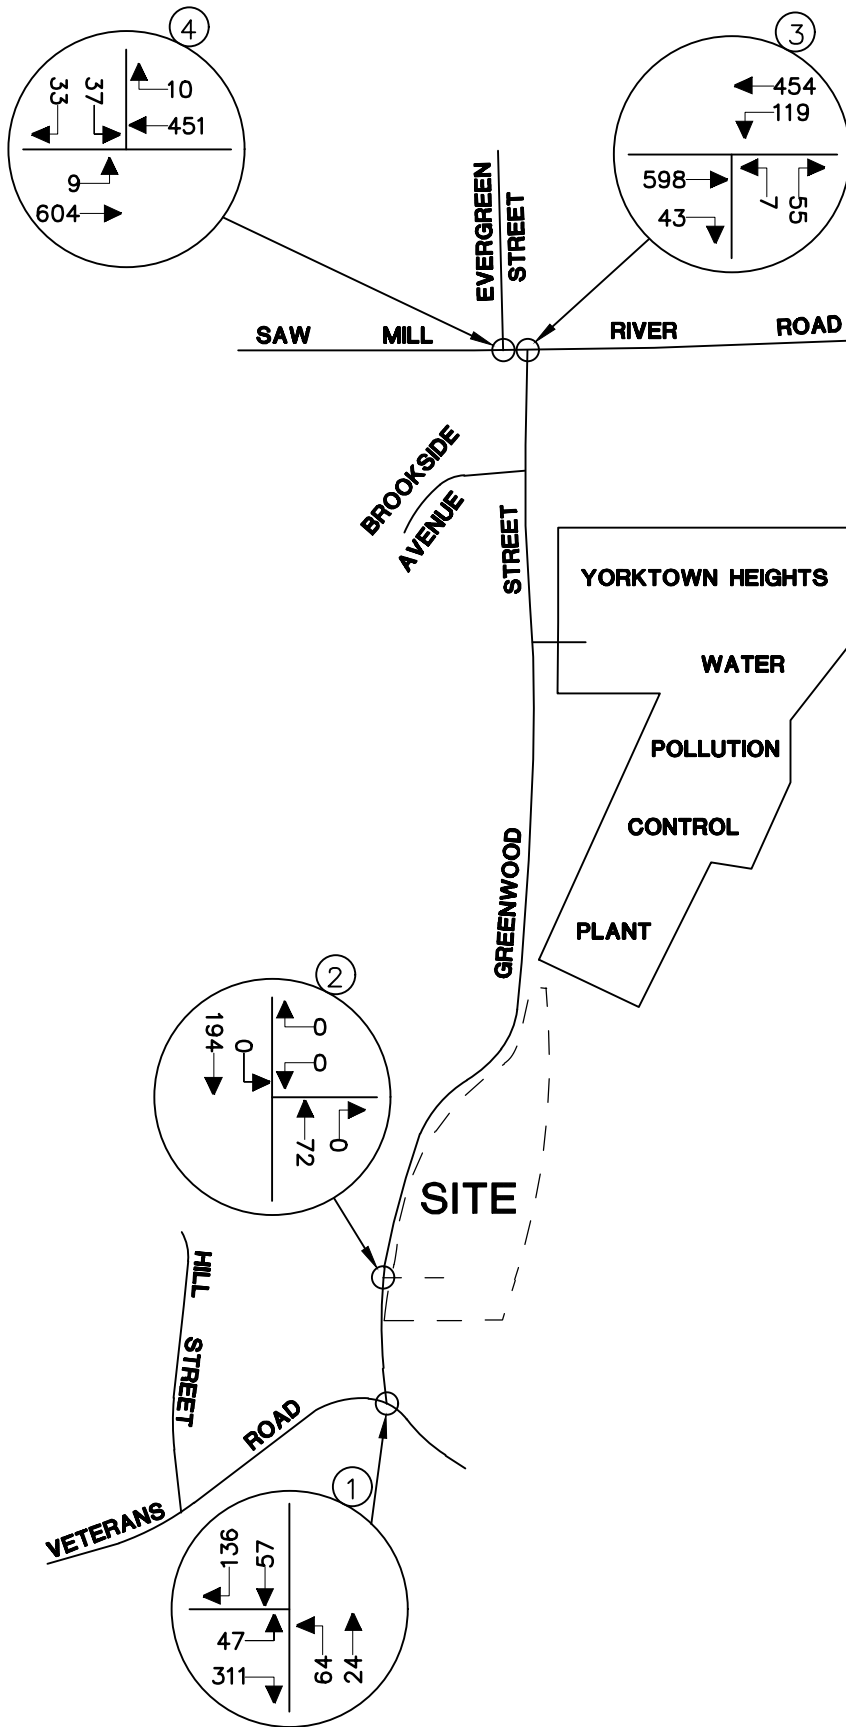 4
33
37
10
451
9
604
3
454
119
598
43
7
55
EVERGREEN
STREET
SAW MILL RIVER ROAD
BROOKSIDE
AVENUE
STREET
YORKTOWN HEIGHTS
WATER
POLLUTION
CONTROL
PLANT
GREENWOOD
2
194
0
0
0
72
0
SITE
HILL STREET
VETERANS ROAD
1
136
57
47
311
64
24